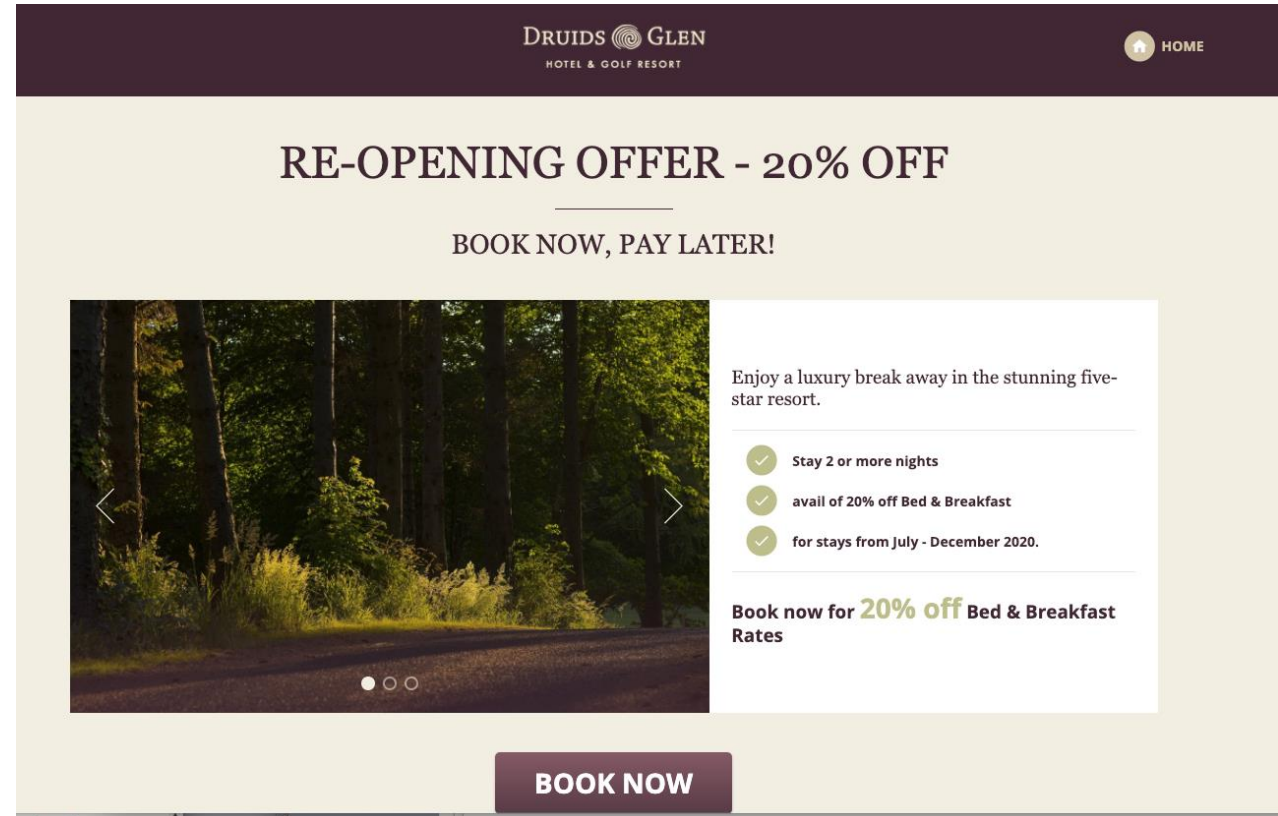 DRUIDS GLEN
HOTEL & GOLF RESORT
HOME
RE-OPENING OFFER - 20% OFF
BOOK NOW, PAY LATER!
Enjoy a luxury break away in the stunning five-
star resort.
Stay 2 or more nights
avail of 20% off Bed & Breakfast
for stays from July - December 2020.
Book now for 20% off Bed & Breakfast
Rates
BOOK NOW